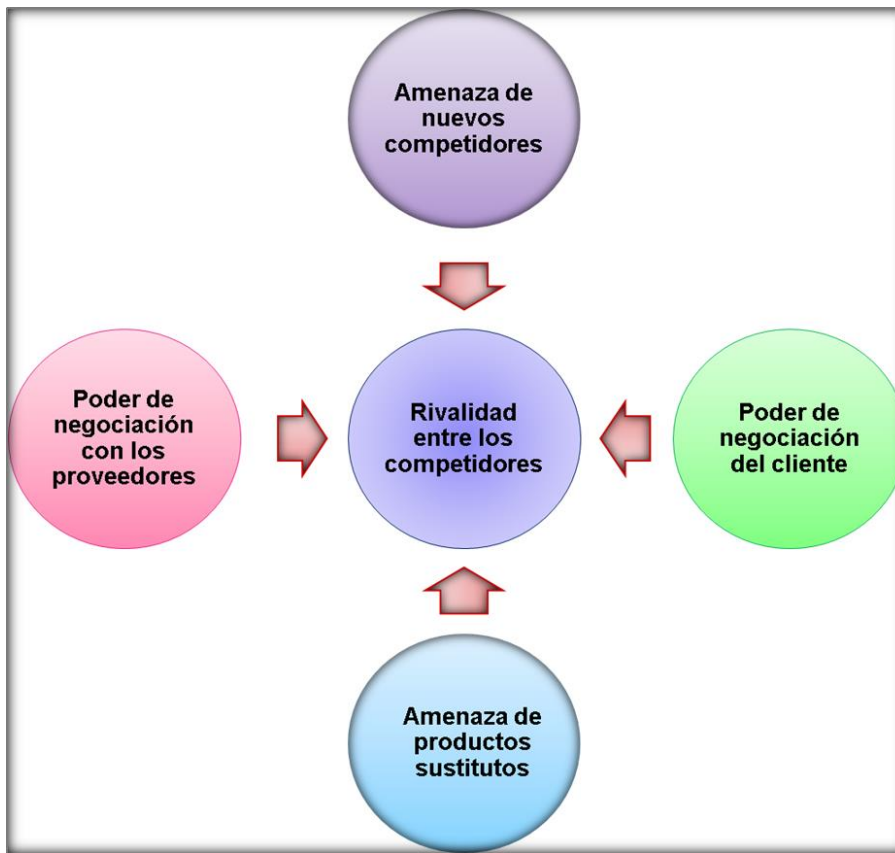 Amenaza de
nuevos
competidores
Poder de
negociación
con los
proveedores
Rivalidad
entre los
competidores
Poder de
negociación
del cliente
Amenaza de
productos
sustitutos